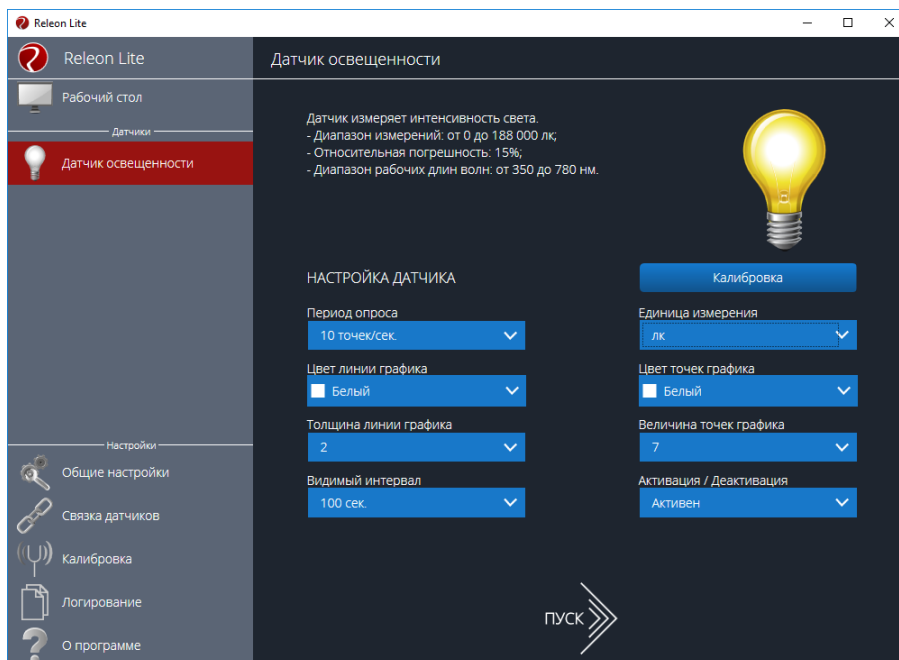 Releon Lite
Releon Lite
Рабочий стол
Датчики
Датчик освещенности
Настройки
Общие настройки
Связка датчиков
Калибровка
Логирование
О программе
Датчик освещенности
Датчик измеряет интенсивность света.
- Диапазон измерений: от 0 до 188 000 лк;
- Относительная погрешность: 15%;
- Диапазон рабочих длин волн: от 350 до 780 нм.
НАСТРОЙКА ДАТЧИКА
Калибровка
Период опроса
10 точек/сек.
Единица измерения
лк
Цвет линии графика
Белый
Цвет точек графика
Белый
Толщина линии графика
2
Величина точек графика
7
Видимый интервал
100 сек.
Активация / Деактивация
Активен
ПУСК